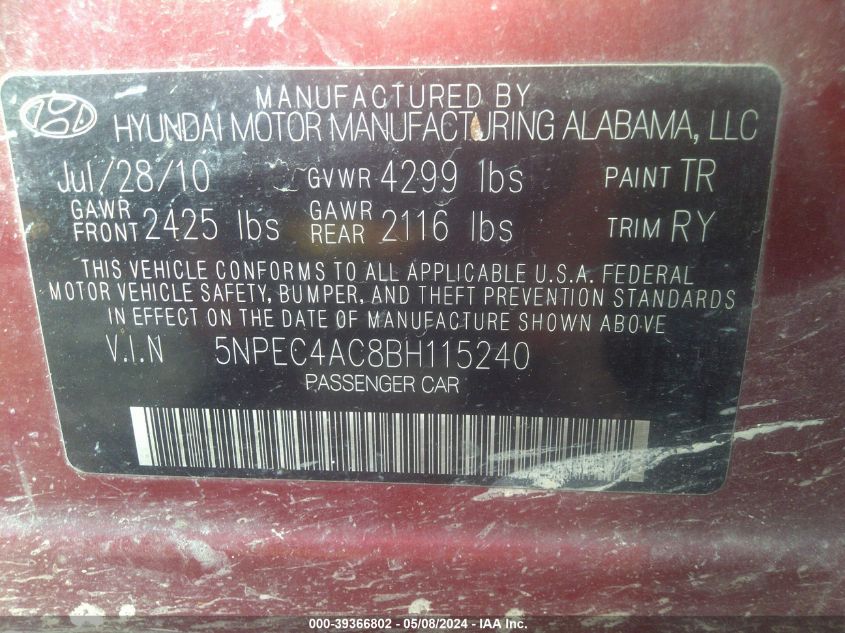 MANUFACTURED BY
HYUNDAI MOTOR MANUFACTURING ALABAMA, LLC
Jul/28/10 GVWR 4299 lbs PAINT TR
GAWR FRONT 2425 lbs GAWR REAR 2116 lbs TRIM RY
THIS VEHICLE CONFORMS TO ALL APPLICABLE U.S.A. FEDERAL
MOTOR VEHICLE SAFETY, BUMPER, AND THEFT PREVENTION STANDARDS
IN EFFECT ON THE DATE OF MANUFACTURE SHOWN ABOVE
V.I.N 5NPEC4AC8BH115240
PASSENGER CAR
000-39366802 - 05/08/2024 - IAA Inc.